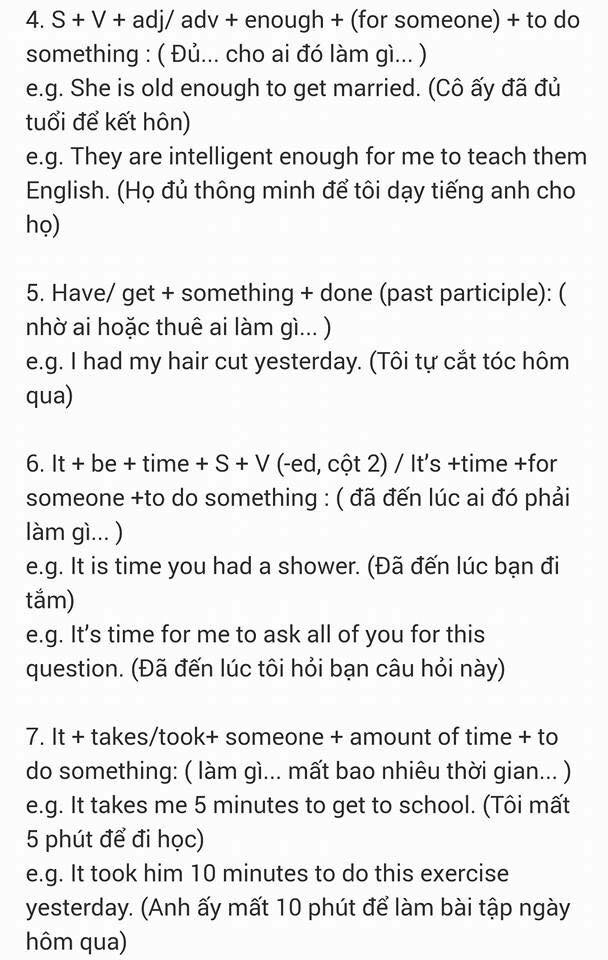 4. S + V + adj/ adv + enough + (for someone) + to do
something : ( Đủ... cho ai đó làm gì... )
e.g. She is old enough to get married. (Cô ấy đã đủ
tuổi để kết hôn)
e.g. They are intelligent enough for me to teach them
English. (Họ đủ thông minh để tôi dạy tiếng anh cho
họ)
5. Have/ get + something + done (past participle): (
nhờ ai hoặc thuê ai làm gì... )
e.g. I had my hair cut yesterday. (Tôi tự cắt tóc hôm
qua)
6. It + be + time + S + V (-ed, cột 2) / It’s +time +for
someone +to do something : ( đã đến lúc ai đó phải
làm gì... )
e.g. It is time you had a shower. (Đã đến lúc bạn đi
tắm)
e.g. It’s time for me to ask all of you for this
question. (Đã đến lúc tôi hỏi bạn câu hỏi này)
7. It + takes/took+ someone + amount of time + to
do something: ( làm gì... mất bao nhiêu thời gian... )
e.g. It takes me 5 minutes to get to school. (Tôi mất
5 phút để đi học)
e.g. It took him 10 minutes to do this exercise
yesterday. (Anh ấy mất 10 phút để làm bài tập ngày
hôm qua)